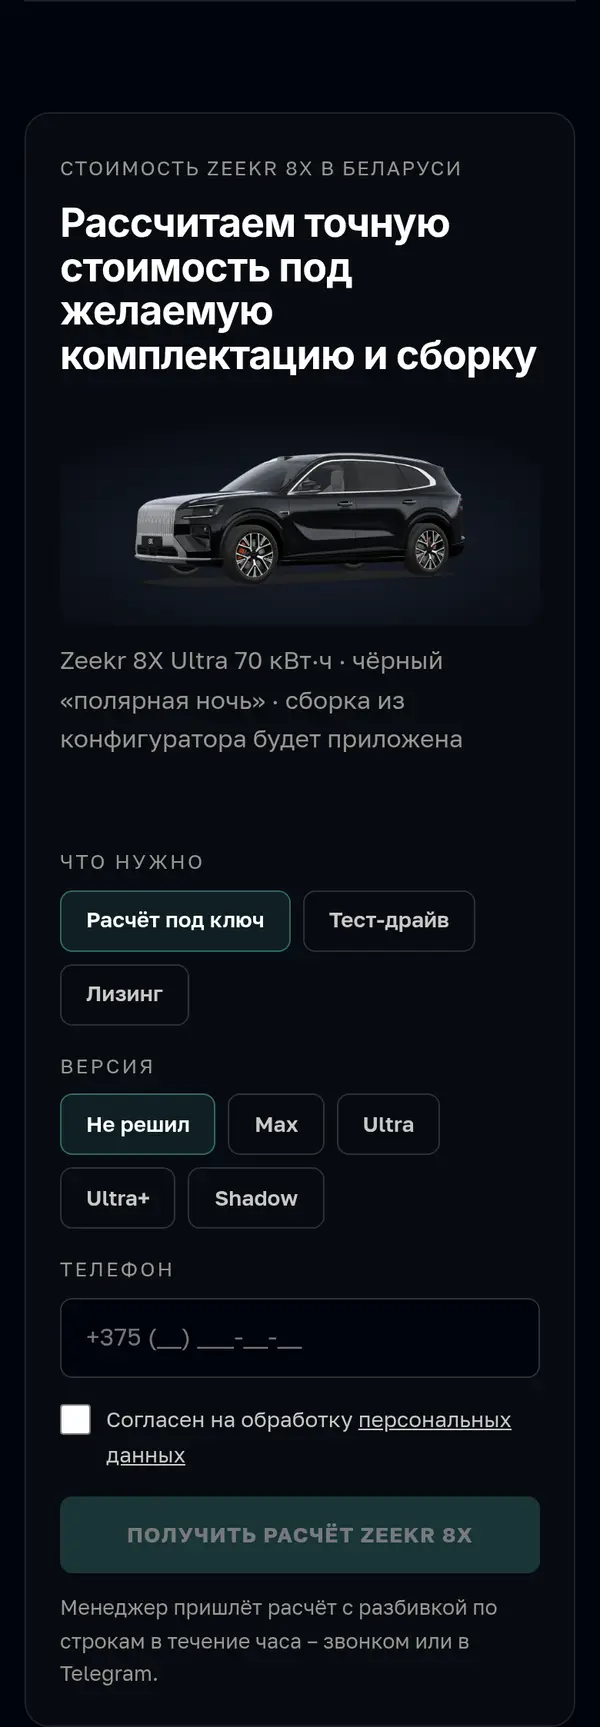 СТОИМОСТЬ ZEEKR 8X В БЕЛАРУСИ
Рассчитаем точную
стоимость под
желаемую
комплектацию и сборку
Zeekr 8X Ultra 70 кВт·ч · чёрный
«полярная ночь» · сборка из
конфигуратора будет приложена
ЧТО НУЖНО
Расчёт под ключ
Тест-драйв
Лизинг
ВЕРСИЯ
Не решил
Max
Ultra
Ultra+
Shadow
ТЕЛЕФОН
+375 (__) ___-__-__
Согласен на обработку персональных
данных
ПОЛУЧИТЬ РАСЧЁТ ZEEKR 8X
Менеджер пришлёт расчёт с разбивкой по
строкам в течение часа – звонком или в
Telegram.